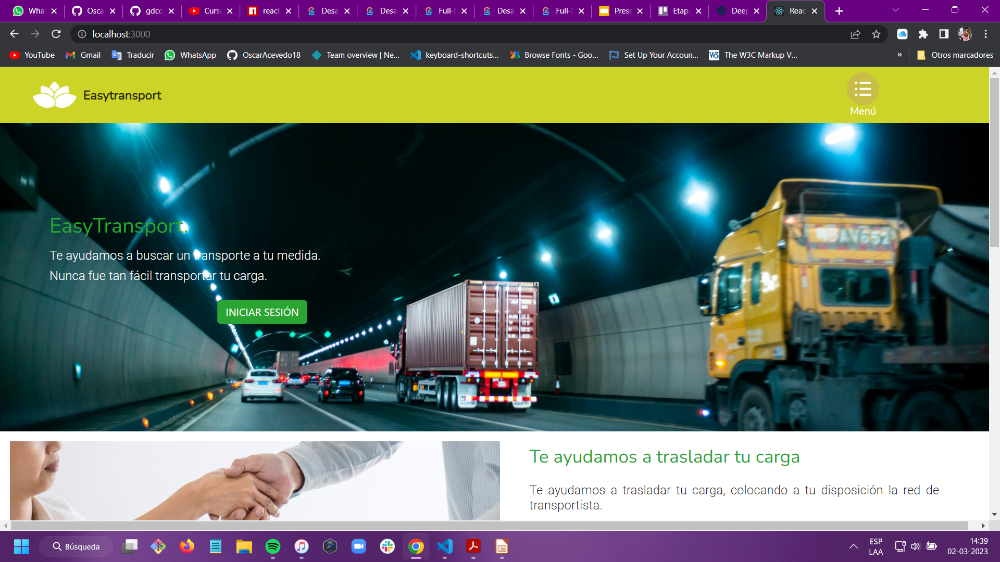 What
Osca
gdco
Curs
react
Desa
Desa
Full-S
Desa
Full-S
Prese
Etapa
Deep
Reac
localhost:3000
YouTube
Gmail
Traducir
WhatsApp
OscarAcevedo18
Team overview | Ne...
keyboard-shortcuts...
Browse Fonts - Goo...
Set Up Your Accoun...
The W3C Markup V...
»
Otros marcadores
Easytransport
Menú
EasyTransport.
Te ayudamos a buscar un transporte a tu medida.
Nunca fue tan fácil transportar tu carga.
INICIAR SESIÓN
Te ayudamos a trasladar tu carga
Te ayudamos a trasladar tu carga, colocando a tu disposición la red de
transportista.
Búsqueda
ESP
LAA
14:39
02-03-2023